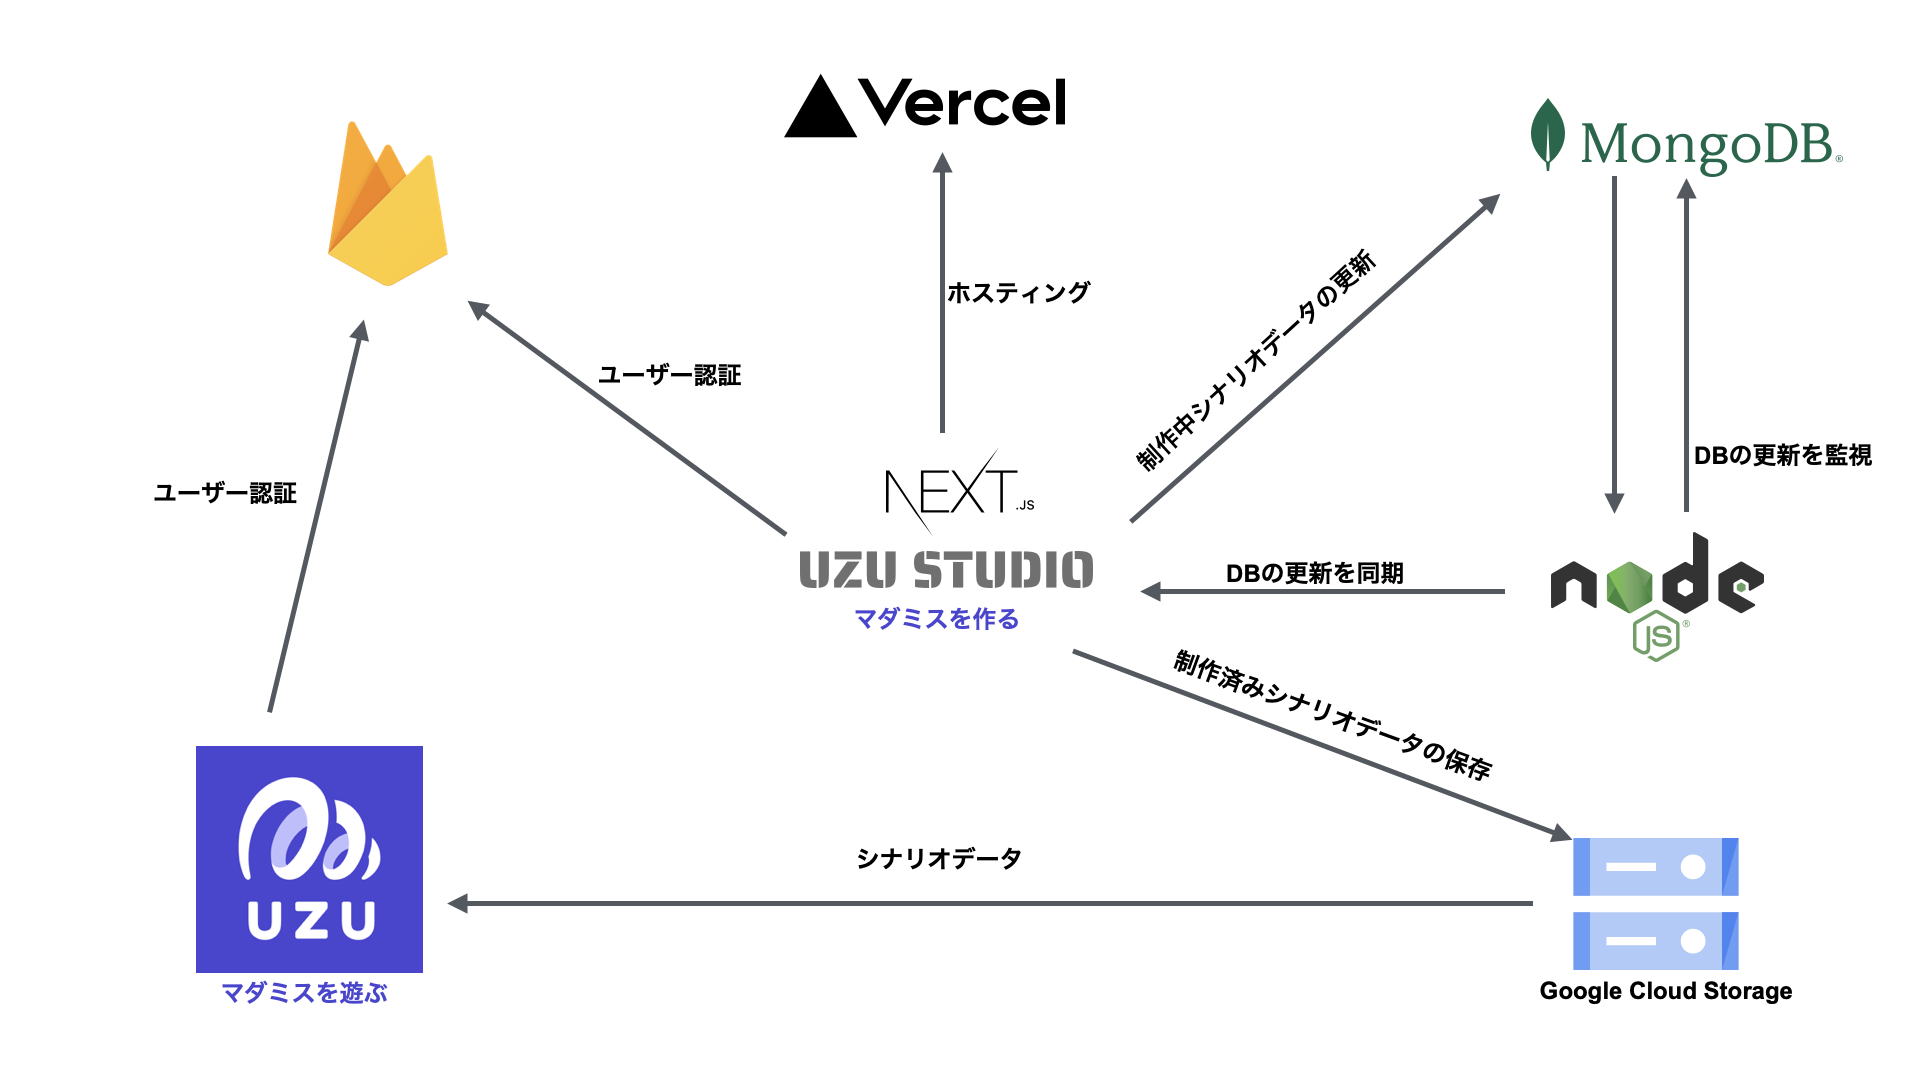 Vercel
MongoDB®
ホスティング
制作中シナリオデータの更新
ユーザー認証
DBの更新を監視
ユーザー認証
NEXT.JS
UZU STUDIO
マダミスを作る
DBの更新を同期
node
JS®
制作済みシナリオデータの保存
シナリオデータ
UZU
マダミスを遊ぶ
Google Cloud Storage